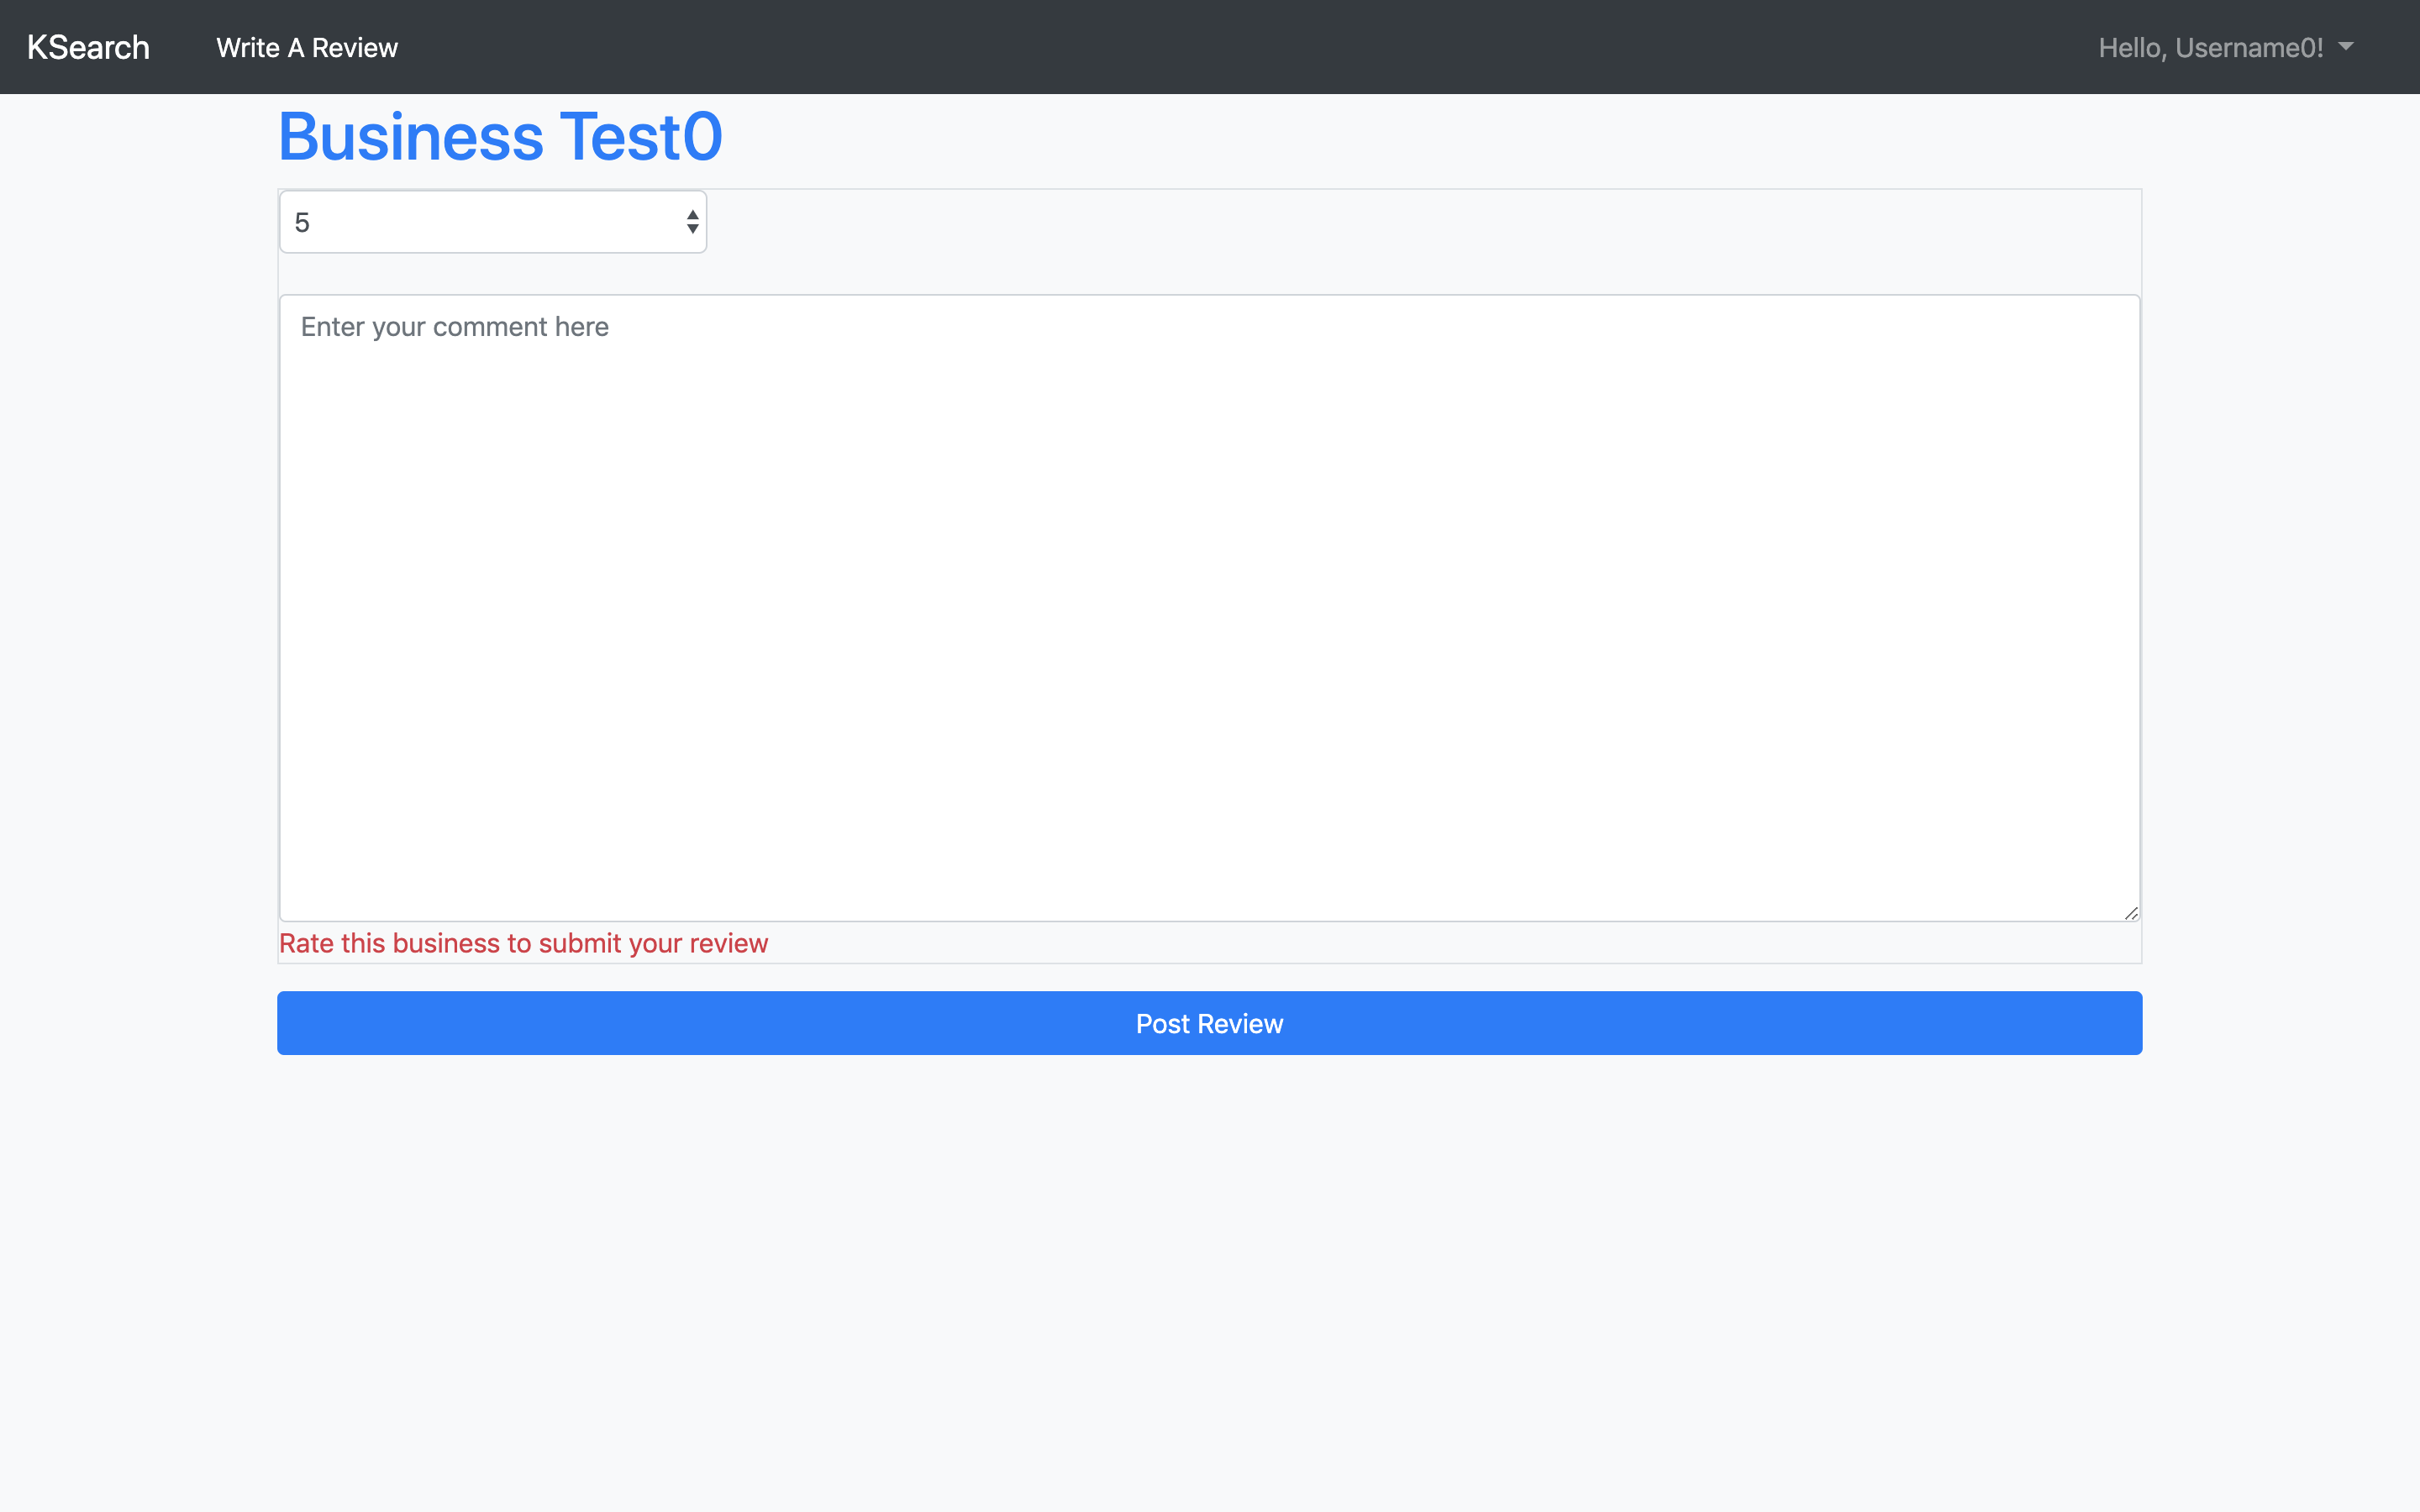 KSearch Write A Review Hello, Username0!
Business Test0
5
Enter your comment here
Rate this business to submit your review
Post Review